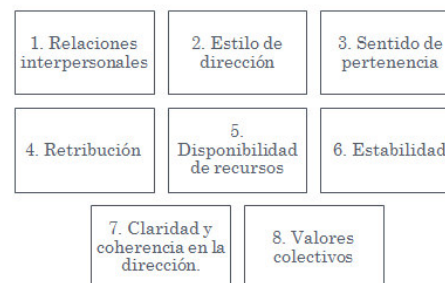 1. Relaciones
interpersonales
2. Estilo de
dirección
3. Sentido de
pertenencia
4. Retribución
5.
Disponibilidad
de recursos
6. Estabilidad
7. Claridad y
coherencia en la
dirección.
8. Valores
colectivos